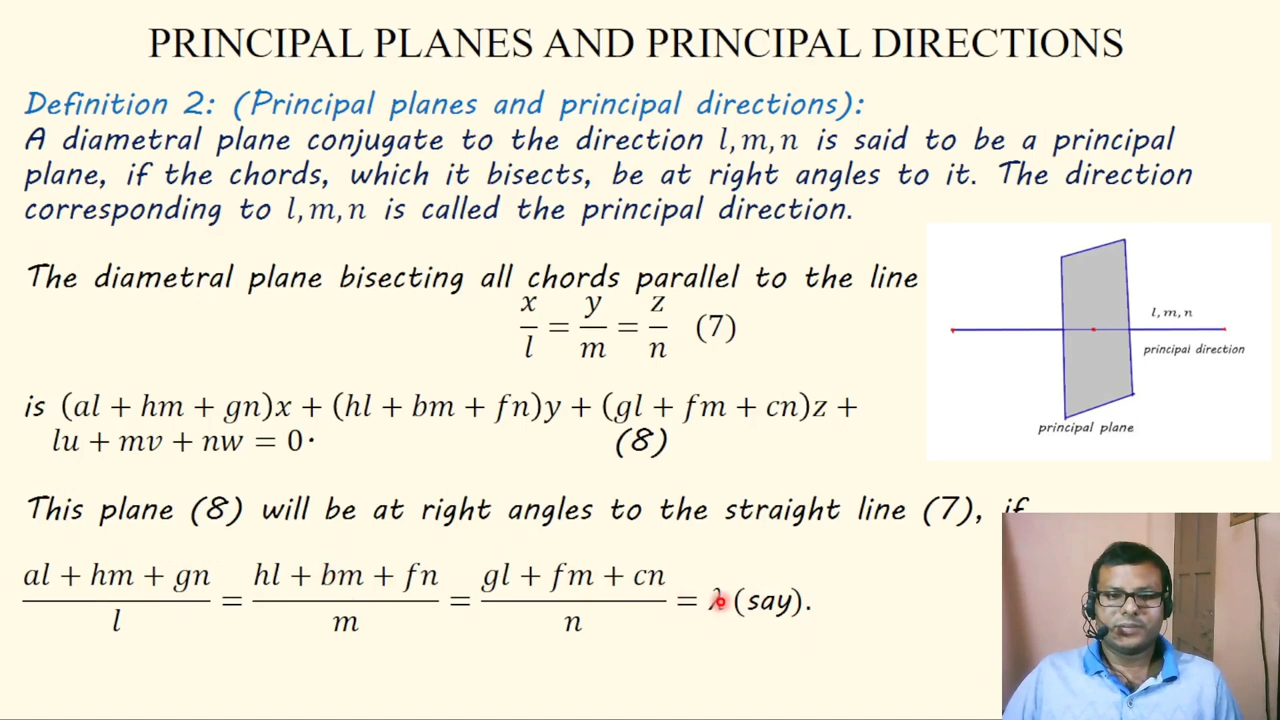 PRINCIPAL PLANES AND PRINCIPAL DIRECTIONS
Definition 2: (Principal planes and principal directions):
A diametral plane conjugate to the direction l, m, n is said to be a principal
plane, if the chords, which it bisects, be at right angles to it. The direction
corresponding to l, m, n is called the principal direction.
The diametral plane bisecting all chords parallel to the line
x/l = y/m = z/n (7)
is (al + hm + gn)x + (hl + bm + fn)y + (gl + fm + cn)z +
lu + mv + nw = 0· (8)
l, m, n
principal direction
principal plane
This plane (8) will be at right angles to the straight line (7), if
(al + hm + gn)/l = (hl + bm + fn)/m = (gl + fm + cn)/n = λ (say).